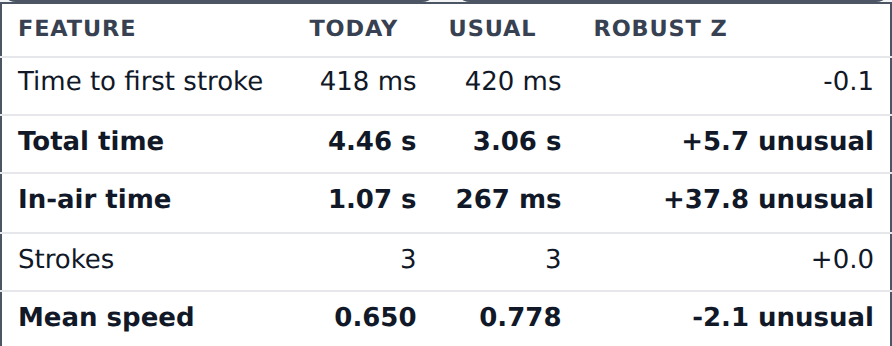 FEATURE TODAY USUAL ROBUST Z
Time to first stroke 418 ms 420 ms -0.1
Total time 4.46 s 3.06 s +5.7 unusual
In-air time 1.07 s 267 ms +37.8 unusual
Strokes 3 3 +0.0
Mean speed 0.650 0.778 -2.1 unusual